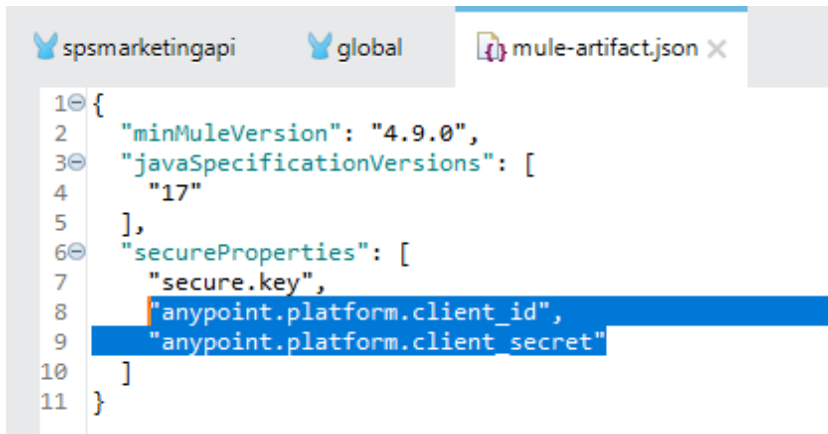 spsmarketingapi global mule-artifact.json
1 {
2 "minMuleVersion": "4.9.0",
3 "javaSpecificationVersions": [
4 "17"
5 ],
6 "secureProperties": [
7 "secure.key",
8 "anypoint.platform.client_id",
9 "anypoint.platform.client_secret"
10 ]
11 }